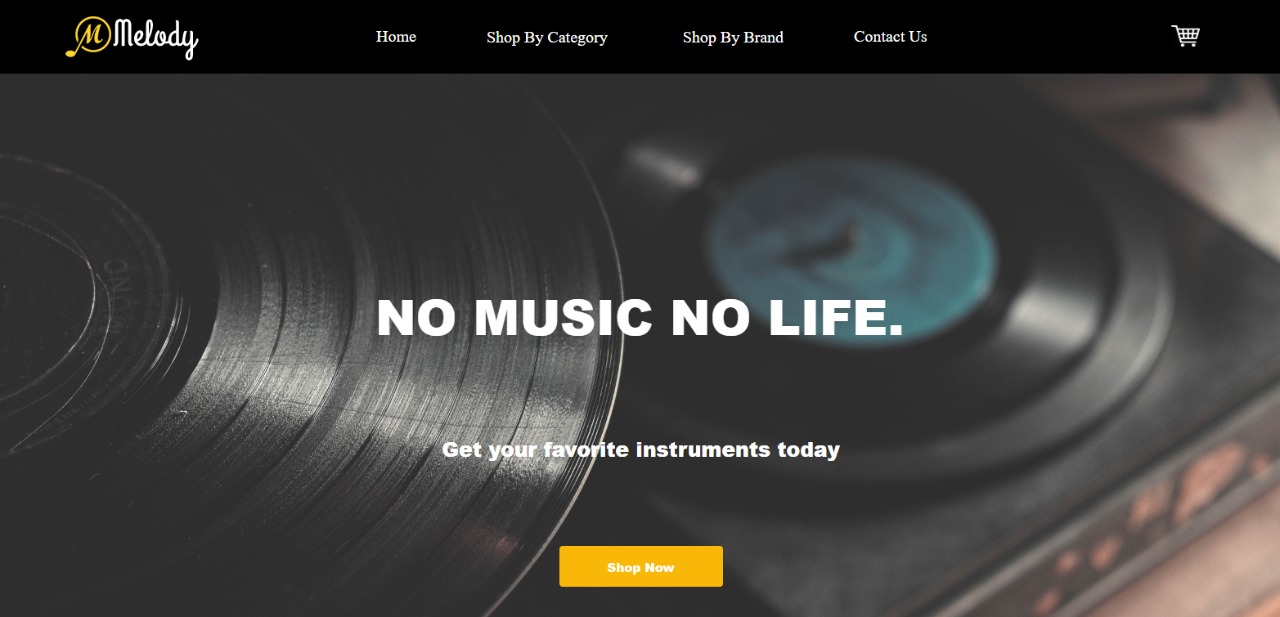 M Melody
Home
Shop By Category
Shop By Brand
Contact Us
NO MUSIC NO LIFE.
Get your favorite instruments today
Shop Now